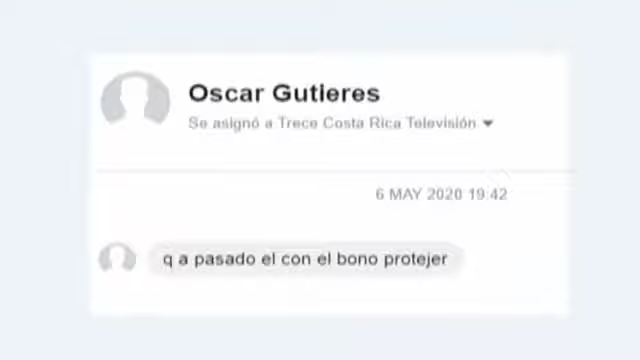 Oscar Gutieres
Se asignó a Trece Costa Rica Televisión
6 MAY 2020 19:42
q a pasado el con el bono protejer